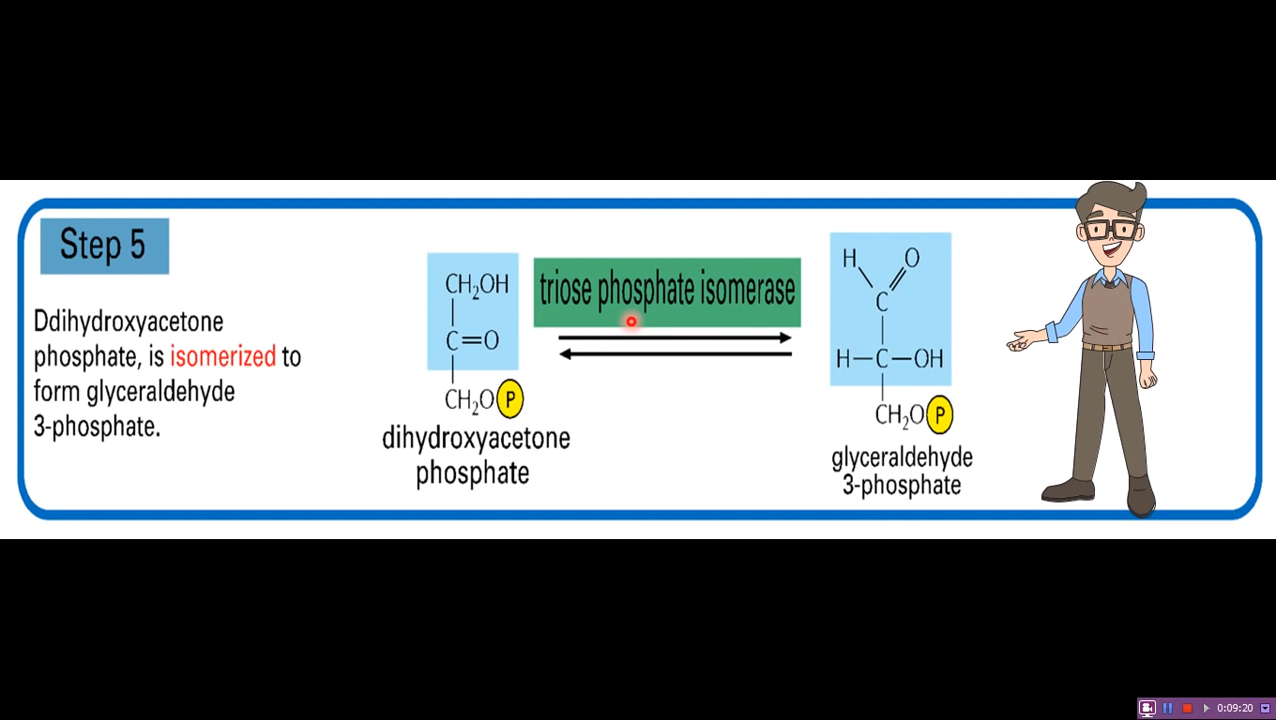 Step 5
Ddihydroxyacetone
phosphate, is isomerized to
form glyceraldehyde
3-phosphate.
CH₂OH
C=O
CH₂O P
dihydroxyacetone
phosphate
triose phosphate isomerase
H O
C
H—C—OH
CH₂O P
glyceraldehyde
3-phosphate
0:09:20